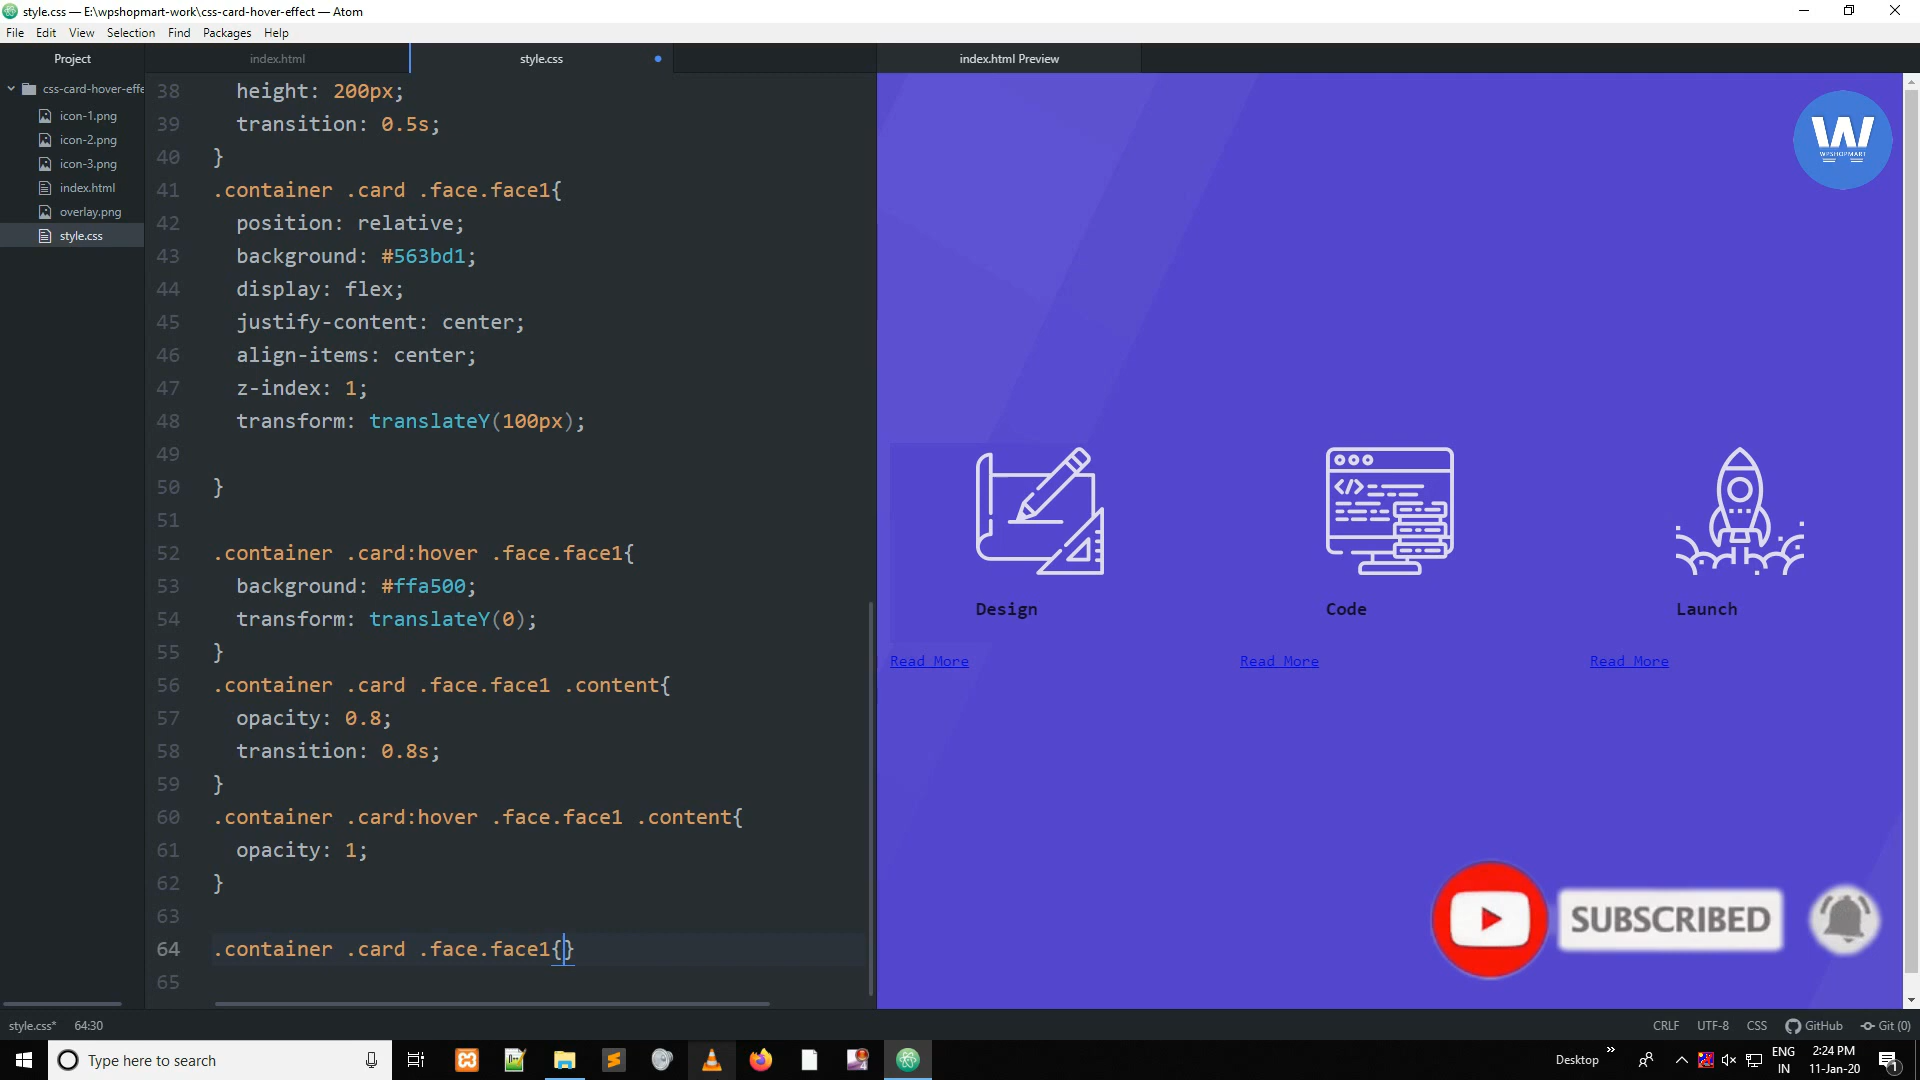 style.css — E:\wpshopmart-work\css-card-hover-effect — Atom
File Edit View Selection Find Packages Help
Project
index.html
style.css
index.html Preview
css-card-hover-effe
icon-1.png
icon-2.png
icon-3.png
index.html
overlay.png
style.css
38 height: 200px;
39 transition: 0.5s;
40 }
41 .container .card .face.face1{
42 position: relative;
43 background: #563bd1;
44 display: flex;
45 justify-content: center;
46 align-items: center;
47 z-index: 1;
48 transform: translateY(100px);
49
50 }
51
52 .container .card:hover .face.face1{
53 background: #ffa500;
54 transform: translateY(0);
55 }
56 .container .card .face.face1 .content{
57 opacity: 0.8;
58 transition: 0.8s;
59 }
60 .container .card:hover .face.face1 .content{
61 opacity: 1;
62 }
63
64 .container .card .face.face1{}
65
W
WPSHOPMART
</>
Design
Code
Launch
Read More
Read More
Read More
SUBSCRIBED
style.css* 64:30
CRLF UTF-8 CSS GitHub Git (0)
Type here to search
Desktop
ENG
IN
2:24 PM
11-Jan-20
1